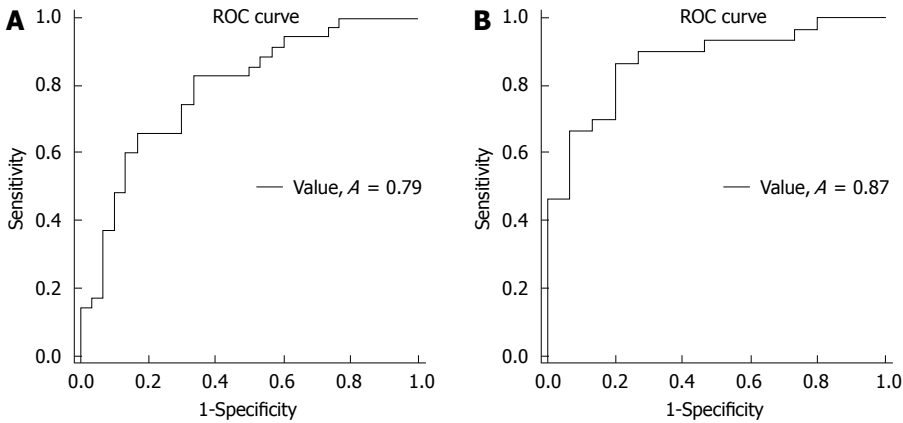 A
ROC curve
1.0
0.8
0.6
0.4
0.2
0.0
Sensitivity
Value, A = 0.79
0.0 0.2 0.4 0.6 0.8 1.0
1-Specificity
B
ROC curve
1.0
0.8
0.6
0.4
0.2
0.0
Sensitivity
Value, A = 0.87
0.0 0.2 0.4 0.6 0.8 1.0
1-Specificity